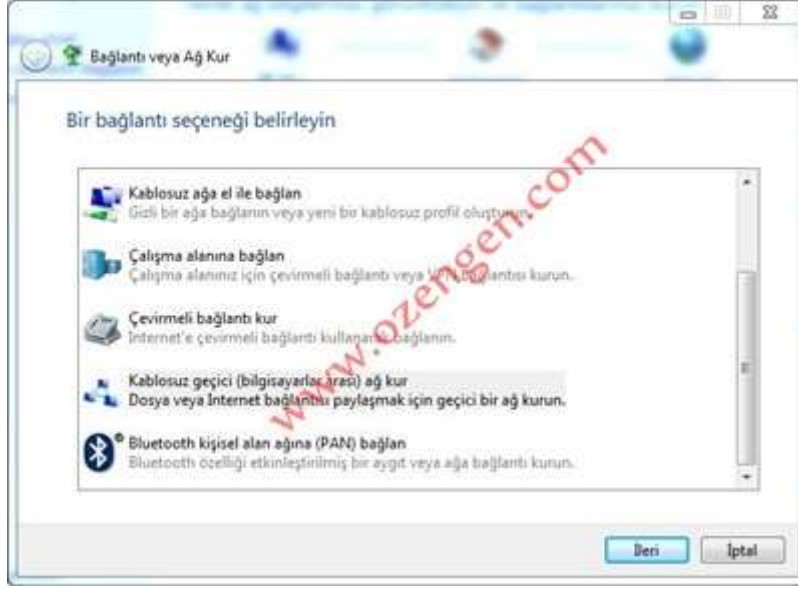 Bağlantı veya Ağ Kur
Bir bağlantı seçeneği belirleyin
Kablosuz ağa el ile bağlan
Gizli bir ağa bağlanın veya yeni bir kablosuz profil oluşturun.
Çalışma alanına bağlan
Çalışma alanınız için çevirmeli bağlantı veya VPN bağlantısı kurun.
Çevirmeli bağlantı kur
İnternet'e çevirmeli bağlantı kullanarak bağlanın.
Kablosuz geçici (bilgisayarlar arası) ağ kur
Dosya veya Internet bağlantısı paylaşmak için geçici bir ağ kurun.
Bluetooth kişisel alan ağına (PAN) bağlan
Bluetooth özelliği etkinleştirilmiş bir aygıt veya ağa bağlantı kurun.
www.ozengen.com
İleri
İptal